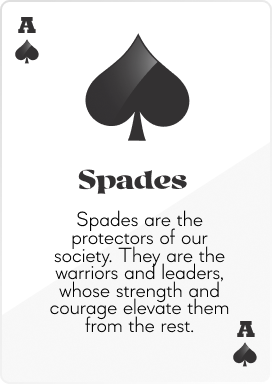 A
Spades
Spades are the
protectors of our
society. They are the
warriors and leaders,
whose strength and
courage elevate them
from the rest.
A